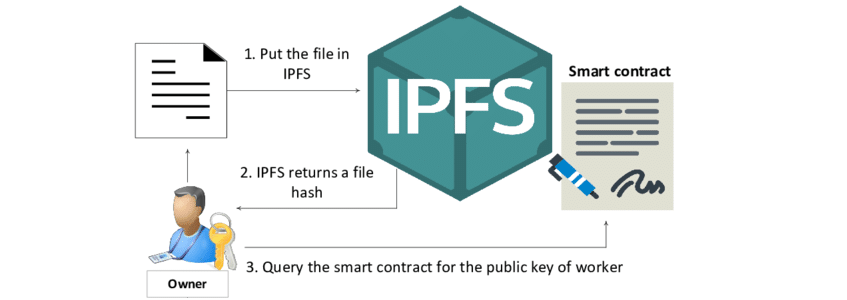 1. Put the file in
IPFS
IPFS
Smart contract
2. IPFS returns a file
hash
3. Query the smart contract for the public key of worker
Owner